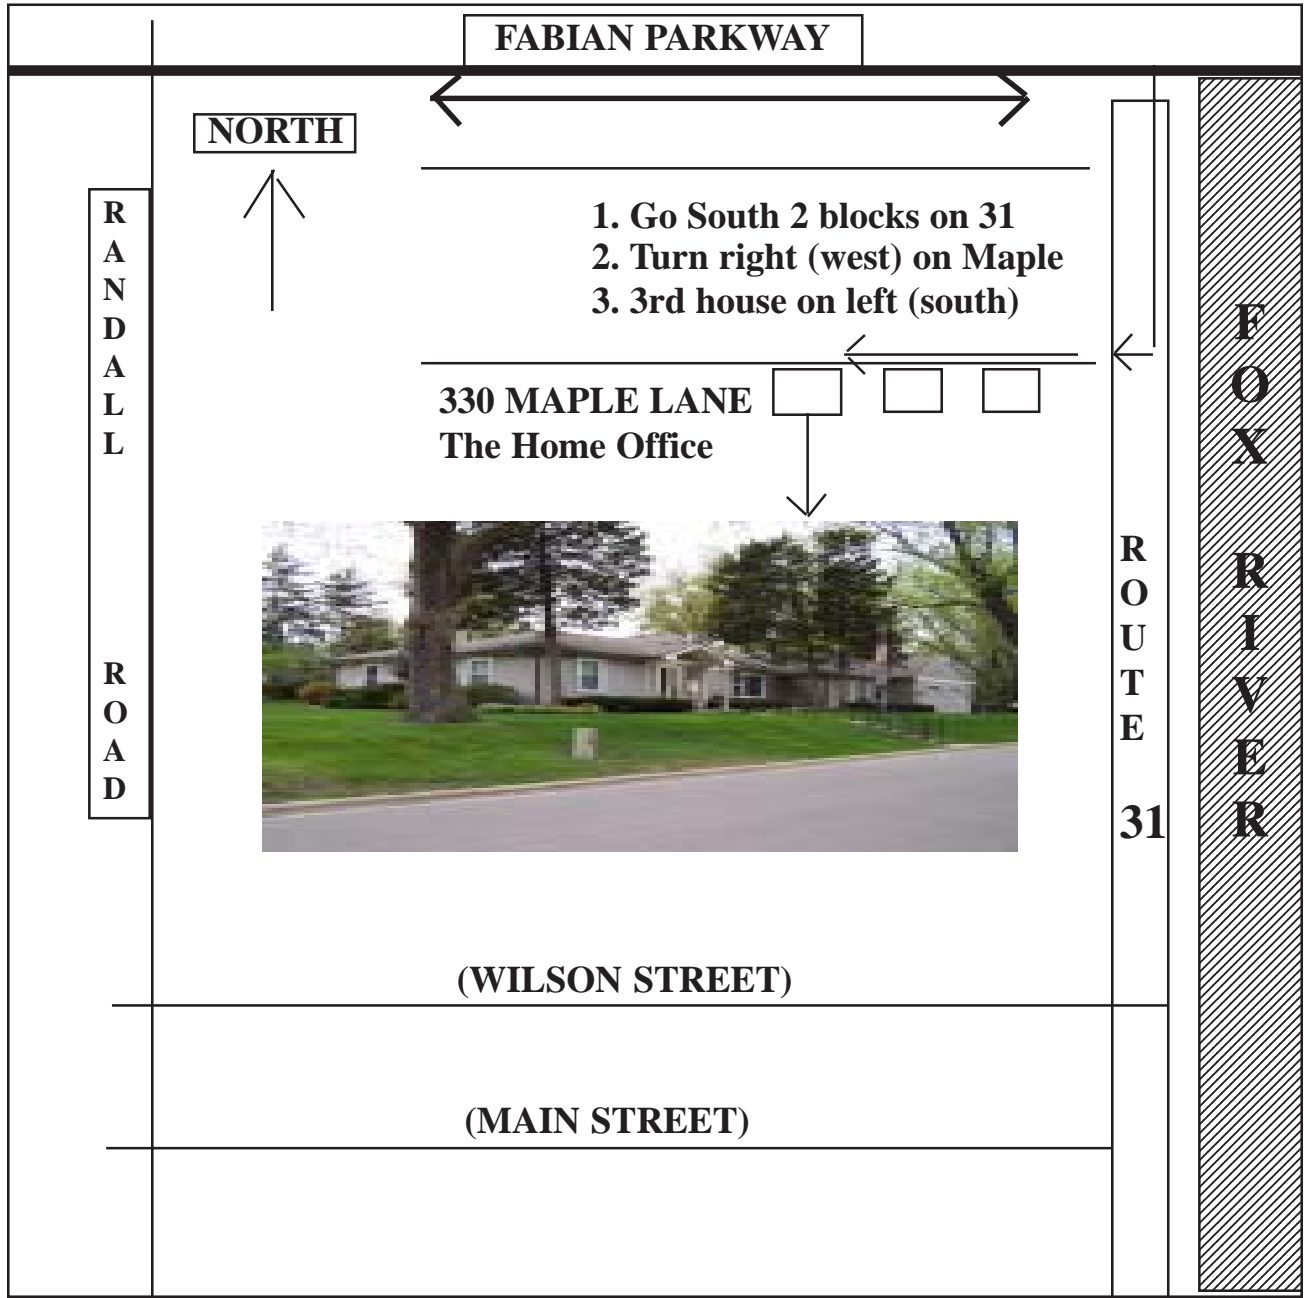 FABIAN PARKWAY
NORTH
RANDALL ROAD
1. Go South 2 blocks on 31
2. Turn right (west) on Maple
3. 3rd house on left (south)
330 MAPLE LANE
The Home Office
ROUTE 31
FOX RIVER
(WILSON STREET)
(MAIN STREET)